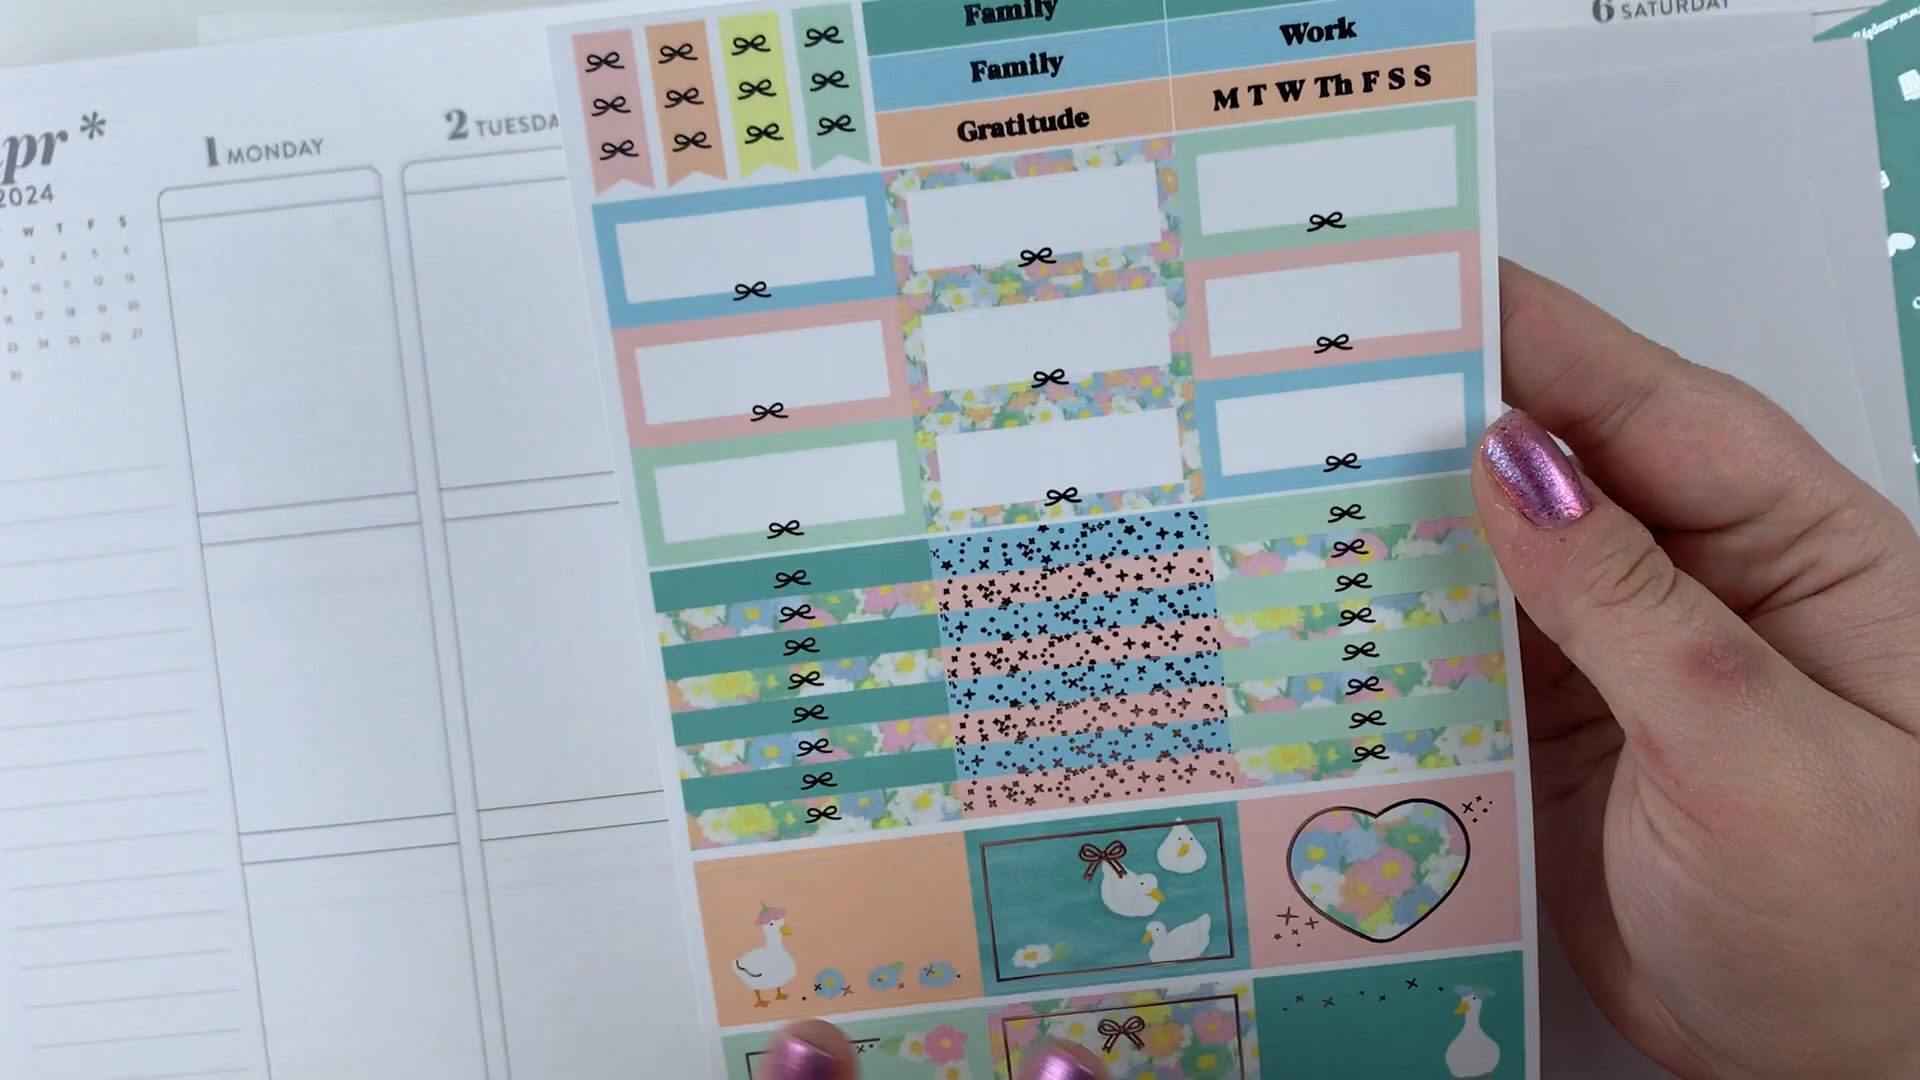 Family
Family
Work
Gratitude
M T W Th F S S
pr *
2024
1 MONDAY
2 TUESDA
6 SATURDAY
W T F S